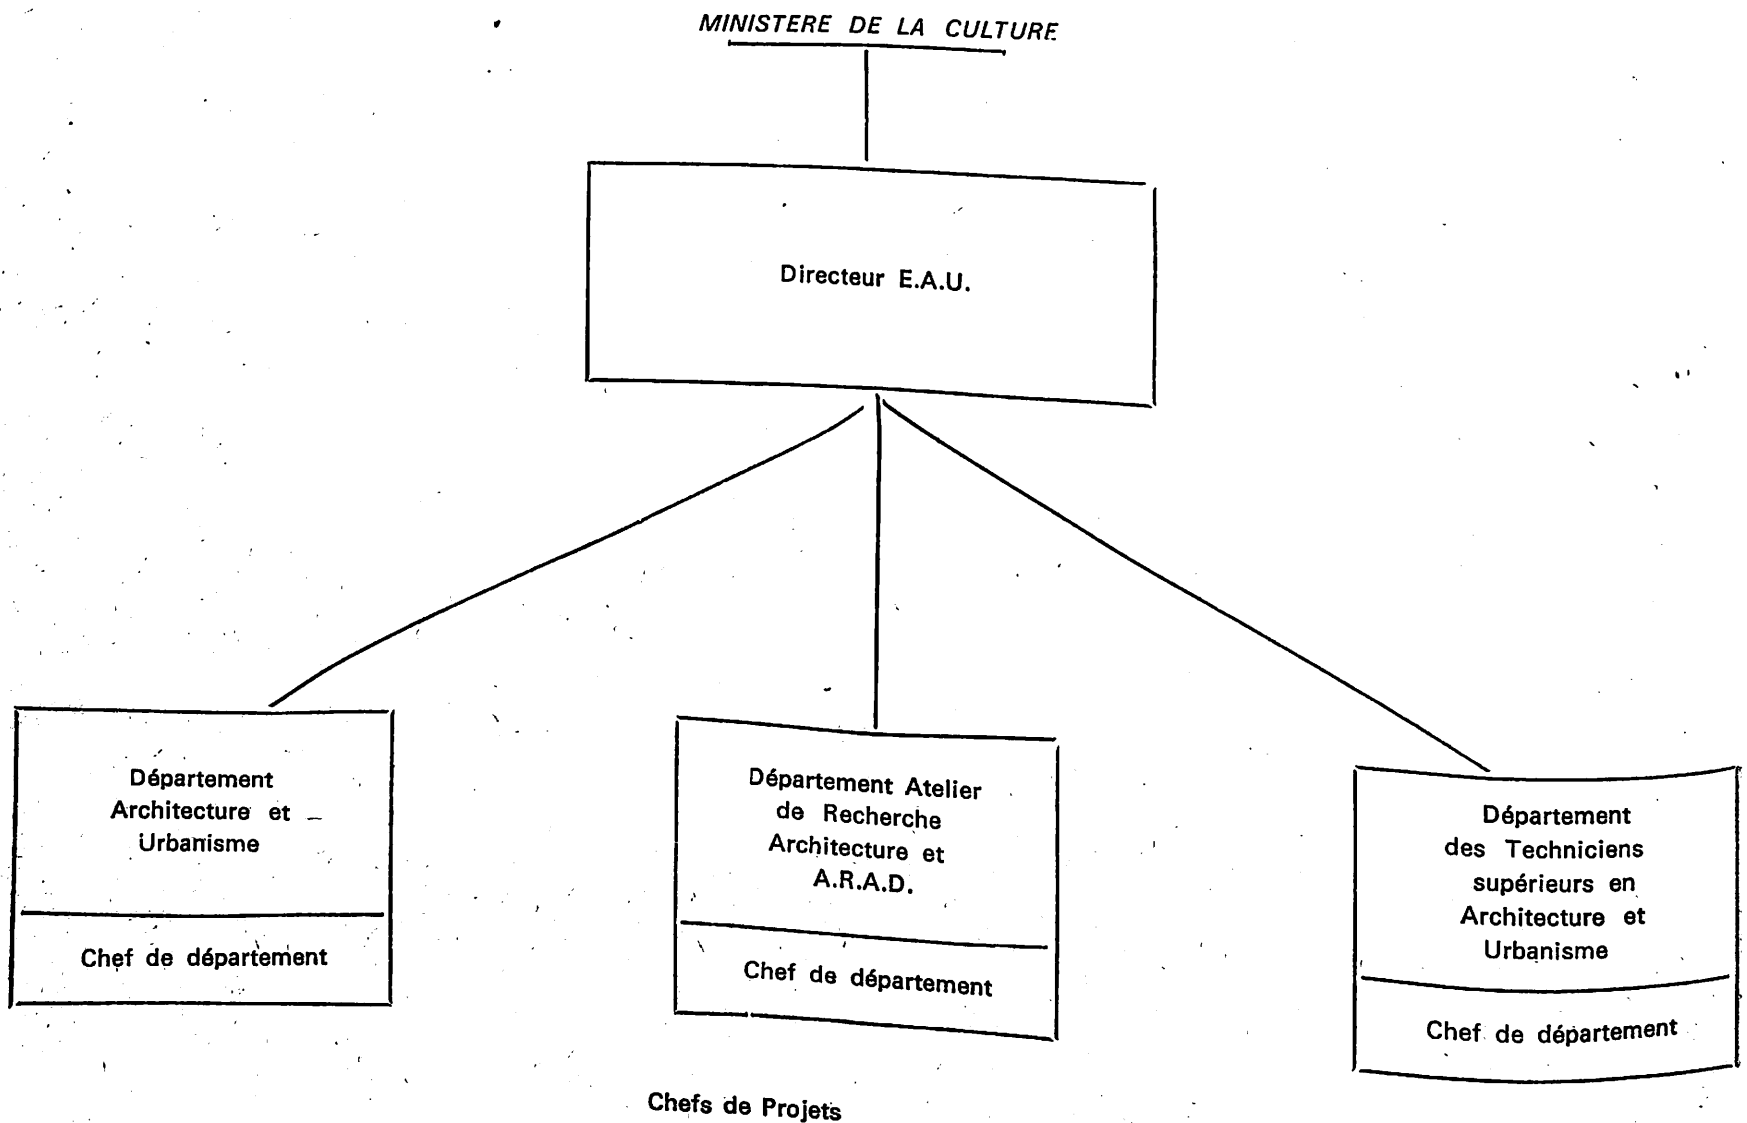 MINISTERE DE LA CULTURE
Directeur E.A.U.
Département
Architecture et
Urbanisme
Chef de département
Département Atelier
de Recherche
Architecture et
A.R.A.D.
Chef de département
Département
des Techniciens
supérieurs en
Architecture et
Urbanisme
Chef de département
Chefs de Projets